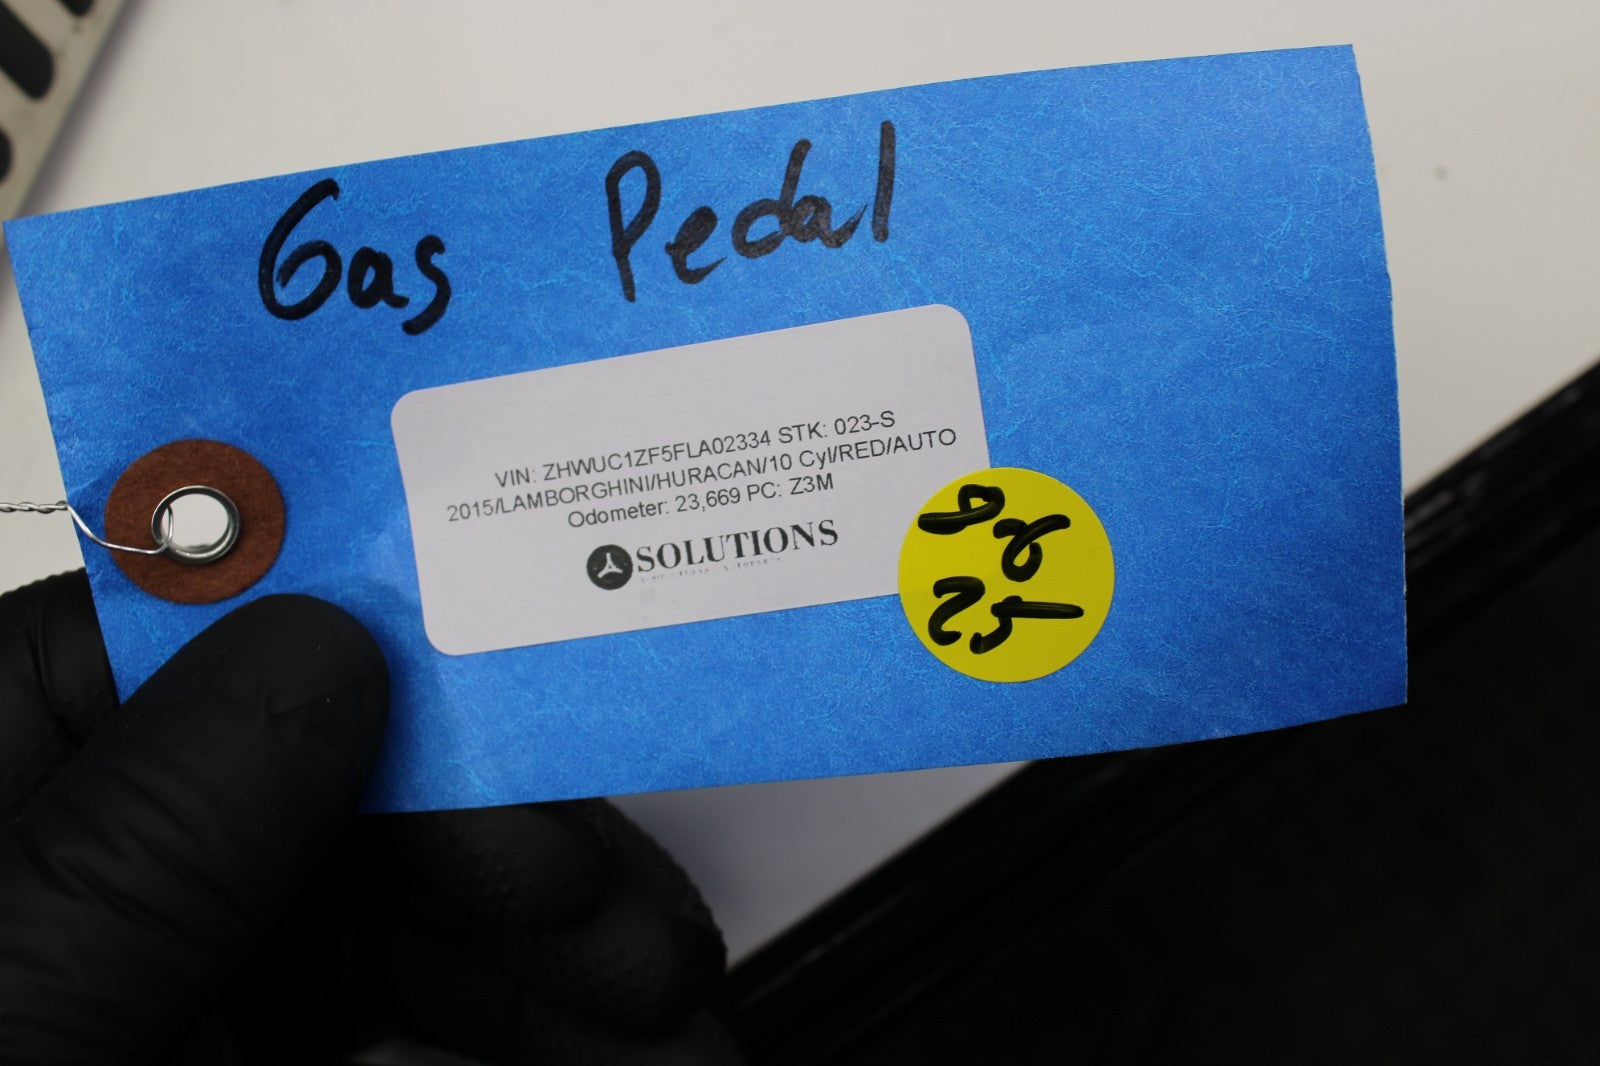 Gas Pedal
VIN: ZHWUC1ZF5FLA02334 STK: 023-S
2015/LAMBORGHINI/HURACAN/10 Cyl/RED/AUTO
Odometer: 23,669 PC: Z3M
SOLUTIONS
25